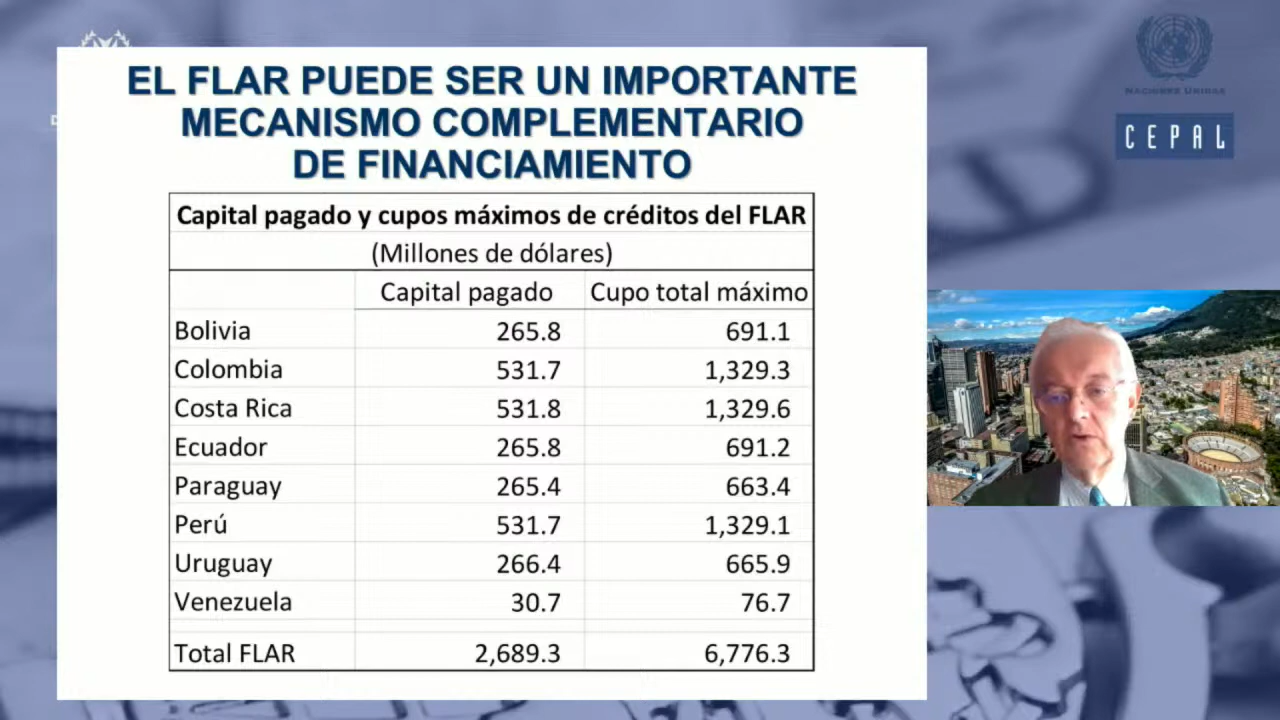 EL FLAR PUEDE SER UN IMPORTANTE
MECANISMO COMPLEMENTARIO
DE FINANCIAMIENTO
Capital pagado y cupos máximos de créditos del FLAR
(Millones de dólares)
Capital pagado Cupo total máximo
Bolivia 265.8 691.1
Colombia 531.7 1,329.3
Costa Rica 531.8 1,329.6
Ecuador 265.8 691.2
Paraguay 265.4 663.4
Perú 531.7 1,329.1
Uruguay 266.4 665.9
Venezuela 30.7 76.7
Total FLAR 2,689.3 6,776.3
NACIONES UNIDAS
CEPAL